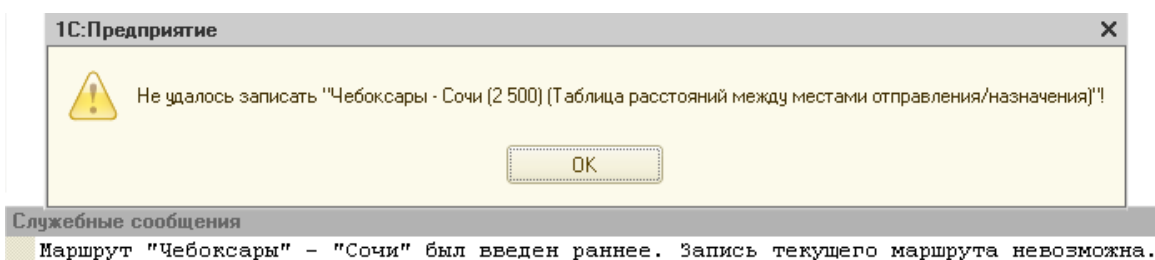 1С:Предприятие
Не удалось записать "Чебоксары - Сочи (2 500) (Таблица расстояний между местами отправления/назначения)"!
OK
Служебные сообщения
Маршрут "Чебоксары" - "Сочи" был введен раннее. Запись текущего маршрута невозможна.